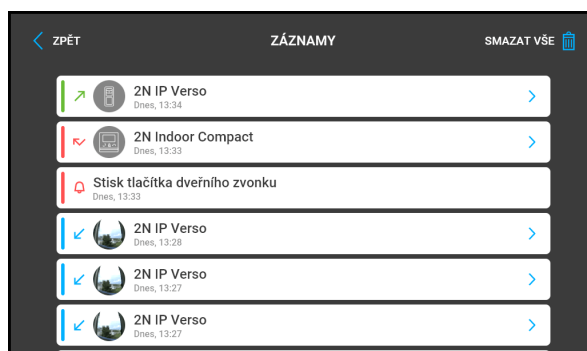 ZPĚT
ZÁZNAMY
SMAZAT VŠE
2N IP Verso
Dnes, 13:34
2N Indoor Compact
Dnes, 13:33
Stisk tlačítka dveřního zvonku
Dnes, 13:33
2N IP Verso
Dnes, 13:28
2N IP Verso
Dnes, 13:27
2N IP Verso
Dnes, 13:27